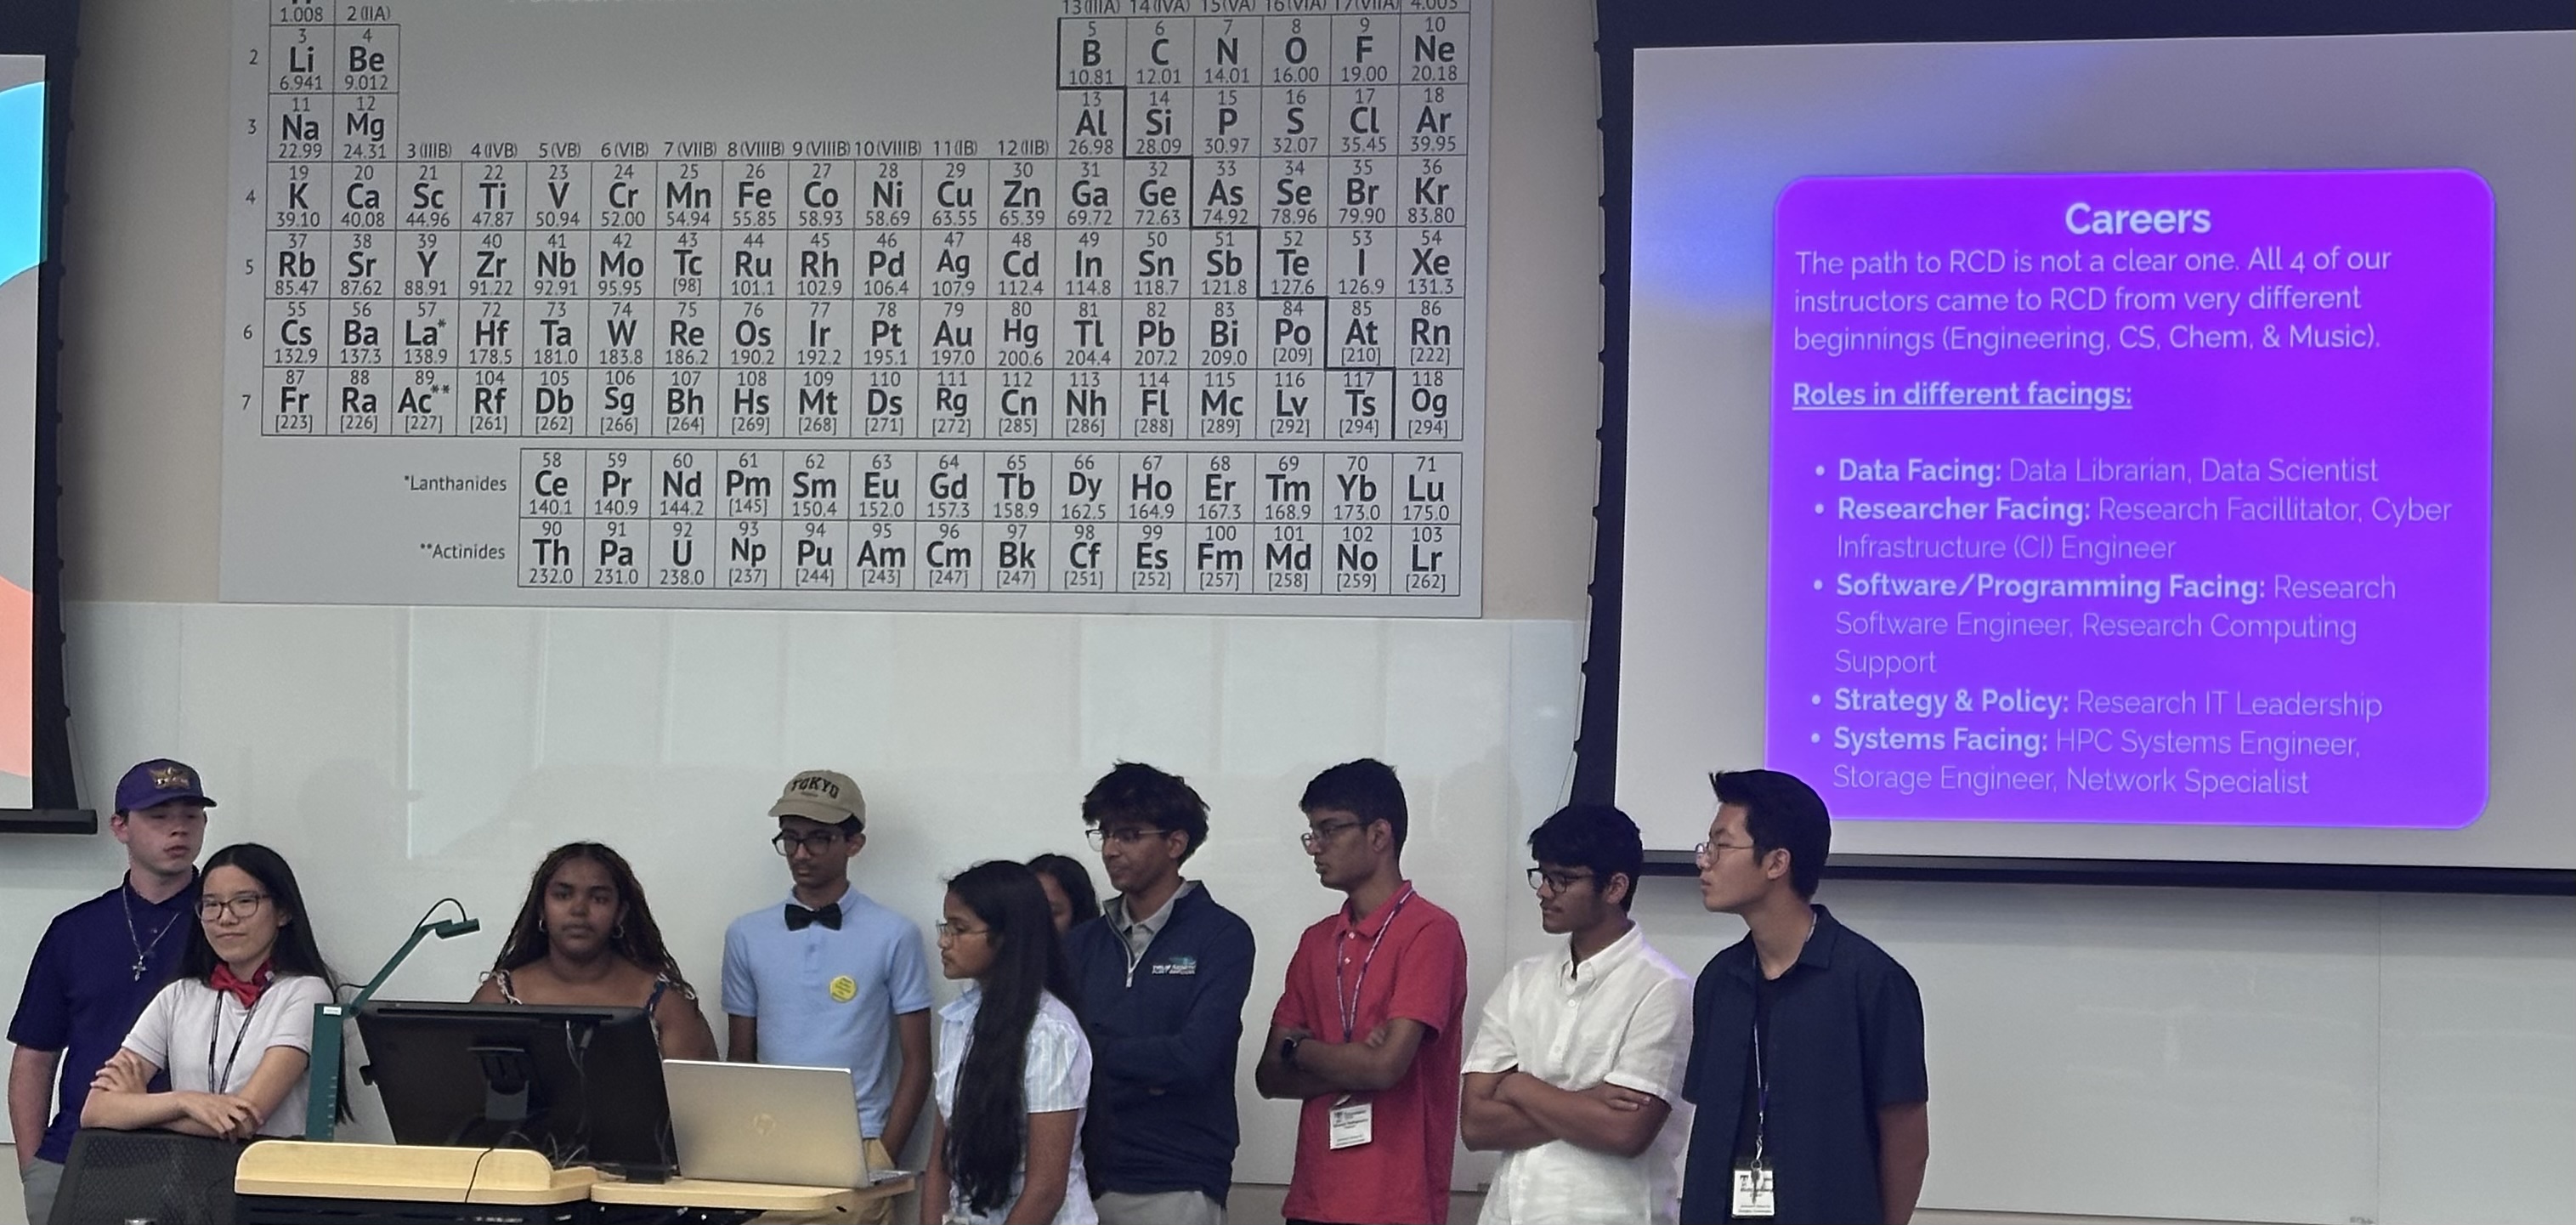 1.008 2 (IIA) 13 (IIIA) 14 (IVA) 15 (VA) 16 (VIA) 17 (VIIA) 4.003
3 4 5 6 7 8 9 10
2 Li Be B C N O F Ne
6.941 9.012 10.81 12.01 14.01 16.00 19.00 20.18
11 12 13 14 15 16 17 18
3 Na Mg Al Si P S Cl Ar
22.99 24.31 3 (IIIB) 4 (IVB) 5 (VB) 6 (VIB) 7 (VIIB) 8 (VIIIB) 9 (VIIIB) 10 (VIIIB) 11 (IB) 12 (IIB) 26.98 28.09 30.97 32.07 35.45 39.95
19 20 21 22 23 24 25 26 27 28 29 30 31 32 33 34 35 36
4 K Ca Sc Ti V Cr Mn Fe Co Ni Cu Zn Ga Ge As Se Br Kr
39.10 40.08 44.96 47.87 50.94 52.00 54.94 55.85 58.93 58.69 63.55 65.39 69.72 72.63 74.92 78.96 79.90 83.80
37 38 39 40 41 42 43 44 45 46 47 48 49 50 51 52 53 54
5 Rb Sr Y Zr Nb Mo Tc Ru Rh Pd Ag Cd In Sn Sb Te I Xe
85.47 87.62 88.91 91.22 92.91 95.95 [98] 101.1 102.9 106.4 107.9 112.4 114.8 118.7 121.8 127.6 126.9 131.3
55 56 57 72 73 74 75 76 77 78 79 80 81 82 83 84 85 86
6 Cs Ba La* Hf Ta W Re Os Ir Pt Au Hg Tl Pb Bi Po At Rn
132.9 137.3 138.9 178.5 181.0 183.8 186.2 190.2 192.2 195.1 197.0 200.6 204.4 207.2 209.0 [209] [210] [222]
87 88 89 104 105 106 107 108 109 110 111 112 113 114 115 116 117 118
7 Fr Ra Ac** Rf Db Sg Bh Hs Mt Ds Rg Cn Nh Fl Mc Lv Ts Og
[223] [226] [227] [261] [262] [266] [264] [269] [268] [271] [272] [285] [286] [288] [289] [292] [294] [294]
58 59 60 61 62 63 64 65 66 67 68 69 70 71
*Lanthanides Ce Pr Nd Pm Sm Eu Gd Tb Dy Ho Er Tm Yb Lu
140.1 140.9 144.2 [145] 150.4 152.0 157.3 158.9 162.5 164.9 167.3 168.9 173.0 175.0
90 91 92 93 94 95 96 97 98 99 100 101 102 103
**Actinides Th Pa U Np Pu Am Cm Bk Cf Es Fm Md No Lr
232.0 231.0 238.0 [237] [244] [243] [247] [247] [251] [252] [257] [258] [259] [262]
Careers
The path to RCD is not a clear one. All 4 of our
instructors came to RCD from very different
beginnings (Engineering, CS, Chem, & Music).
Roles in different facings:
• Data Facing: Data Librarian, Data Scientist
• Researcher Facing: Research Facillitator, Cyber
Infrastructure (CI) Engineer
• Software/Programming Facing: Research
Software Engineer, Research Computing
Support
• Strategy & Policy: Research IT Leadership
• Systems Facing: HPC Systems Engineer,
Storage Engineer, Network Specialist
TOKYO
hp